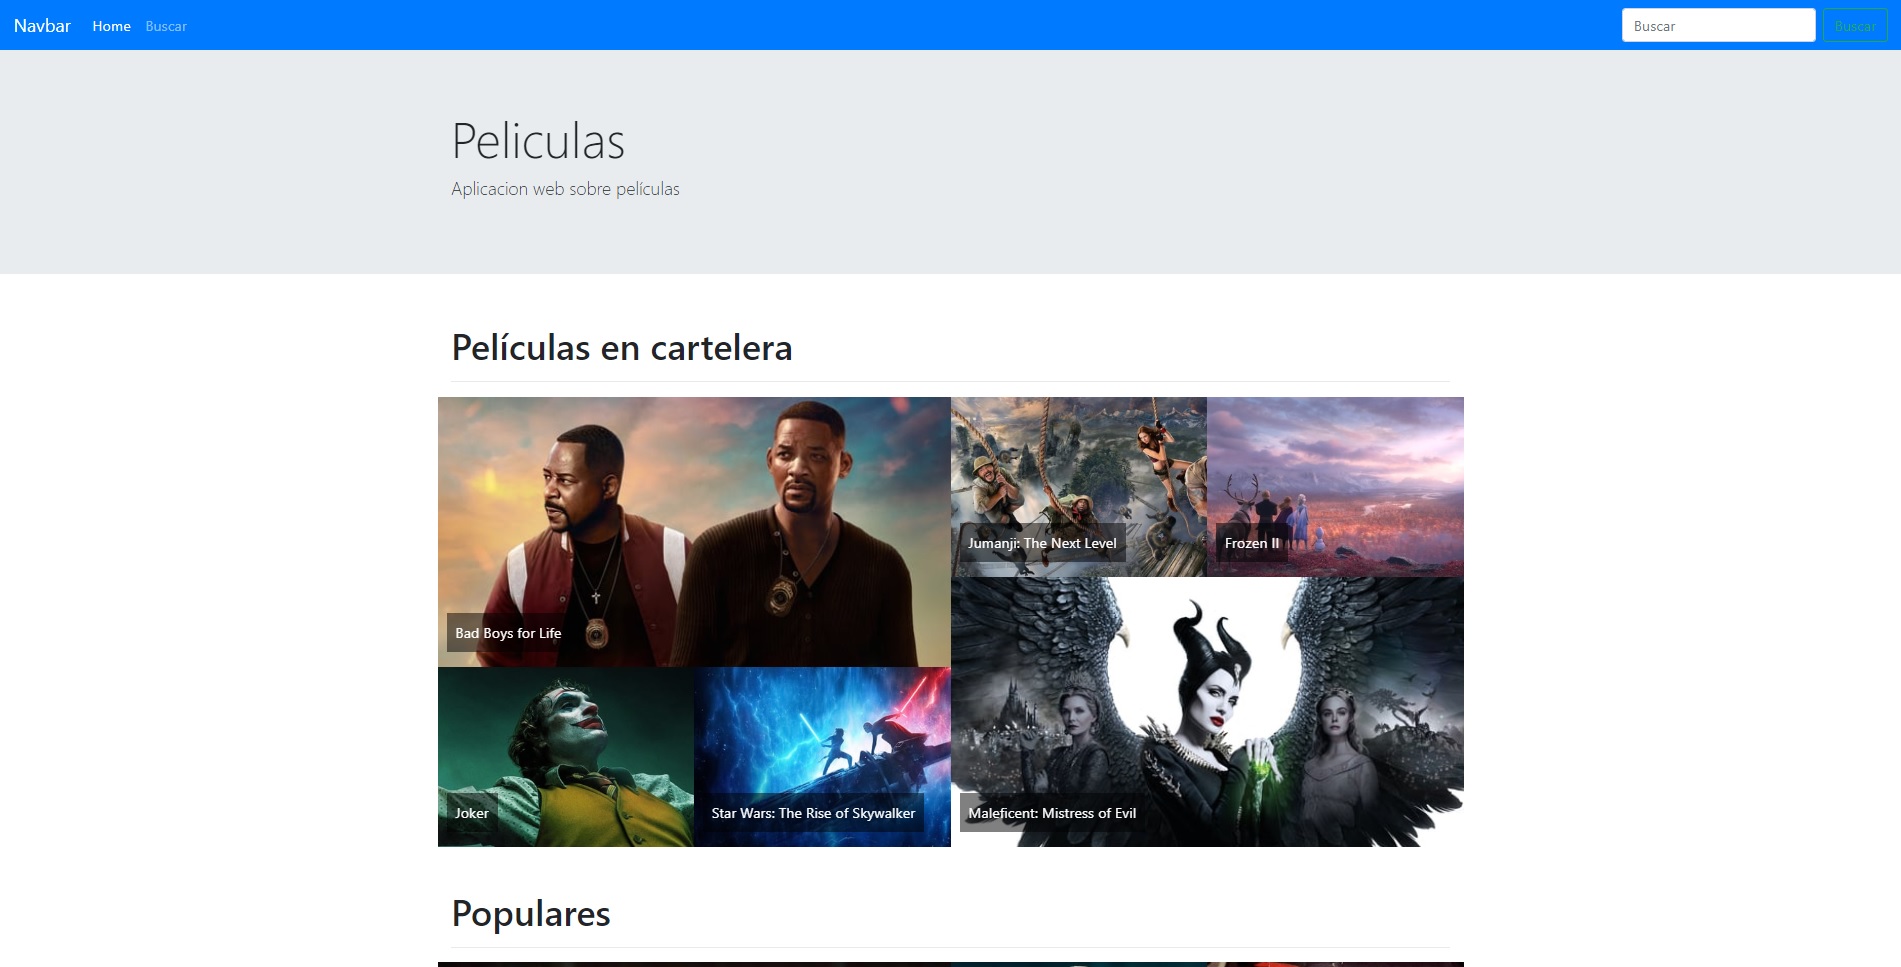 Navbar Home Buscar Buscar Buscar
Peliculas
Aplicacion web sobre películas
Películas en cartelera
Jumanji: The Next Level
Frozen II
Bad Boys for Life
Joker
Star Wars: The Rise of Skywalker
Maleficent: Mistress of Evil
Populares